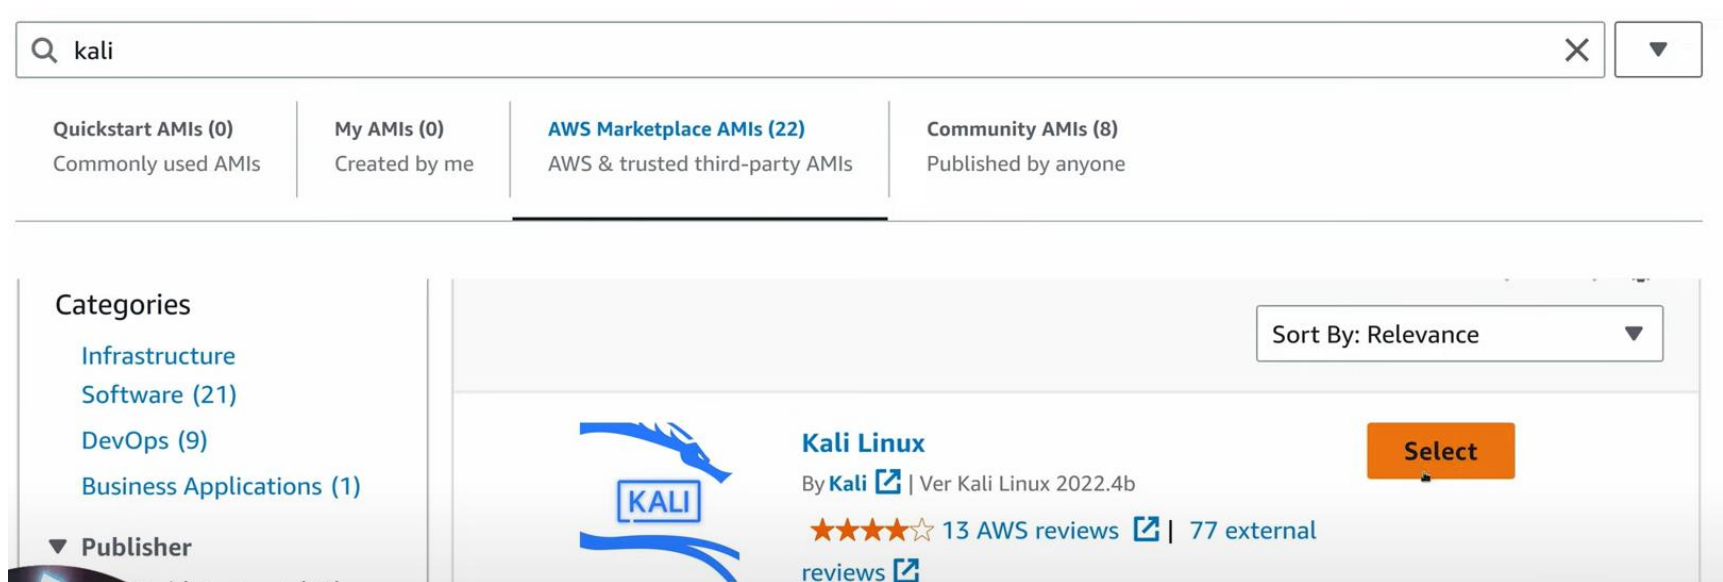 kali
Quickstart AMIs (0)
Commonly used AMIs
My AMIs (0)
Created by me
AWS Marketplace AMIs (22)
AWS & trusted third-party AMIs
Community AMIs (8)
Published by anyone
Categories
Infrastructure
Software (21)
DevOps (9)
Business Applications (1)
Publisher
Sort By: Relevance
KALI
Kali Linux
Select
By Kali | Ver Kali Linux 2022.4b
13 AWS reviews | 77 external
reviews